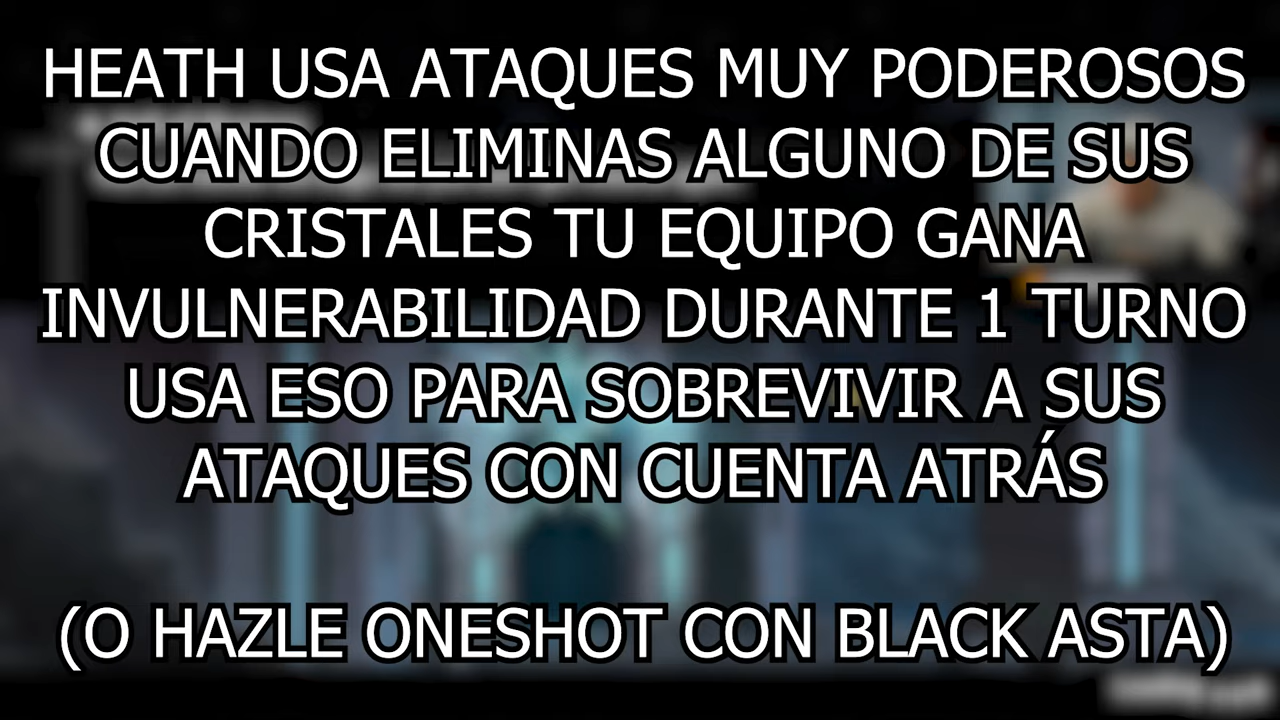 HEATH USA ATAQUES MUY PODEROSOS
CUANDO ELIMINAS ALGUNO DE SUS
CRISTALES TU EQUIPO GANA
INVULNERABILIDAD DURANTE 1 TURNO
USA ESO PARA SOBREVIVIR A SUS
ATAQUES CON CUENTA ATRÁS
(O HAZLE ONESHOT CON BLACK ASTA)